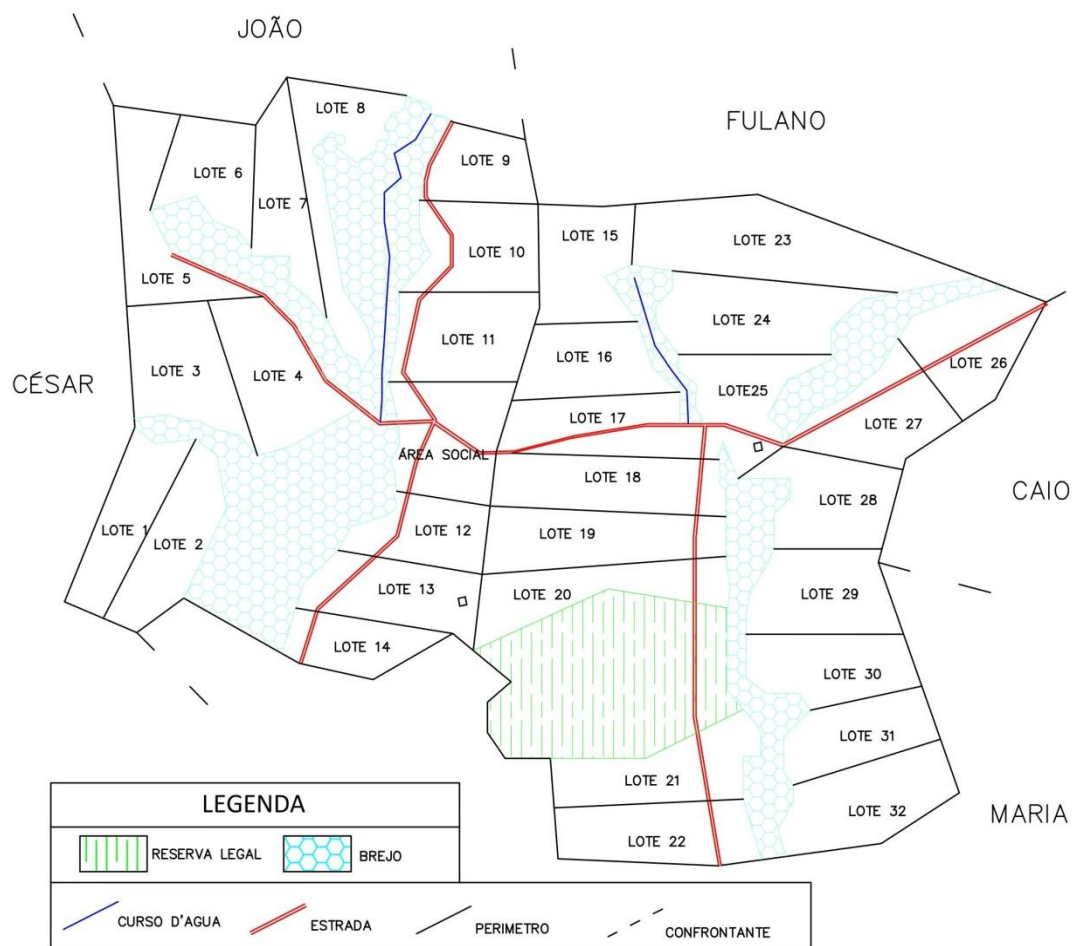 JOÃO
FULANO
CÉSAR
CAIO
MARIA
LOTE 8
LOTE 6
LOTE 7
LOTE 9
LOTE 5
LOTE 10
LOTE 15
LOTE 23
LOTE 3
LOTE 4
LOTE 11
LOTE 16
LOTE 24
LOTE25
LOTE 26
LOTE 17
LOTE 27
ÁREA SOCIAL
LOTE 18
LOTE 28
LOTE 1
LOTE 2
LOTE 12
LOTE 19
LOTE 13
LOTE 20
LOTE 29
LOTE 14
LOTE 30
LOTE 31
LOTE 21
LOTE 32
LOTE 22
LEGENDA
RESERVA LEGAL
BREJO
CURSO D'AGUA
ESTRADA
PERIMETRO
CONFRONTANTE